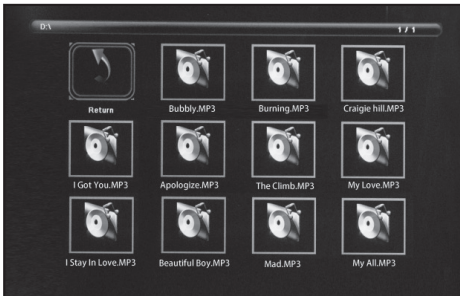 D:\
1 / 1
Return
Bubbly.MP3
Burning.MP3
Craigie hill.MP3
I Got You.MP3
Apologize.MP3
The Climb.MP3
My Love.MP3
I Stay In Love.MP3
Beautiful Boy.MP3
Mad.MP3
My All.MP3